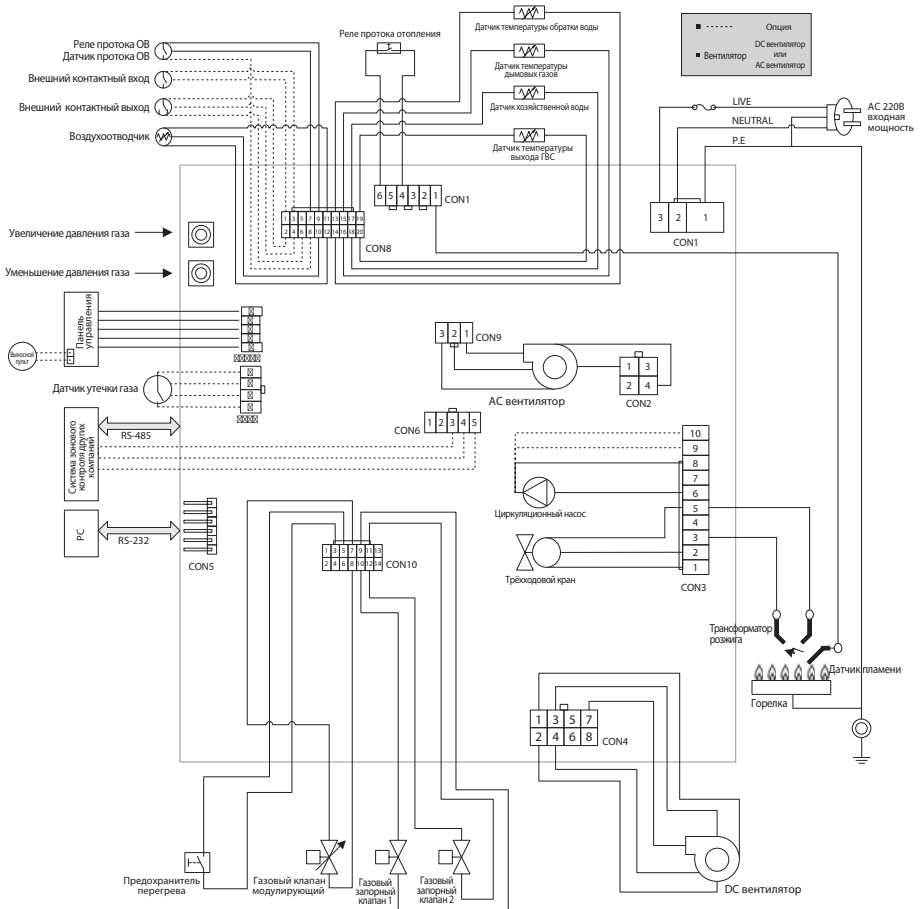 Реле протока ОВ
Датчик протока ОВ
Внешний контактный вход
Внешний контактный выход
Воздухоотводчик
Реле протока отопления
Датчик температуры обратки воды
Датчик температуры
дымовых газов
Датчик хозяйственной воды
Датчик температуры
выхода ГВС
Опция
Вентилятор
DC вентилятор
или
AC вентилятор
LIVE
NEUTRAL
P.E
AC 220В
входная
мощность
3 2 1
CON1
6 5 4 3 2 1
CON1
1 3 5 7 9 11 13 15 17 19
2 4 6 8 10 12 14 16 18 20
CON8
Увеличение давления газа
Уменьшение давления газа
Панель
управления
Выносной
пульт
Датчик утечки газа
3 2 1
CON9
AC вентилятор
1 3
2 4
CON2
CON6
1 2 3 4 5
Система зонового
контроля других
компании
RS-485
PC
RS-232
CON5
10
9
8
7
6
5
4
3
2
1
CON3
Циркуляционный насос
Трёхходовой кран
1 3 5 7 9 11 13
2 4 6 8 10 12 14
CON10
Трансформатор
розжига
Датчик пламени
Горелка
1 3 5 7
2 4 6 8
CON4
Предохранитель
перегрева
Газовый клапан
модулирующий
Газовый
запорный
клапан 1
Газовый
запорный
клапан 2
DC вентилятор